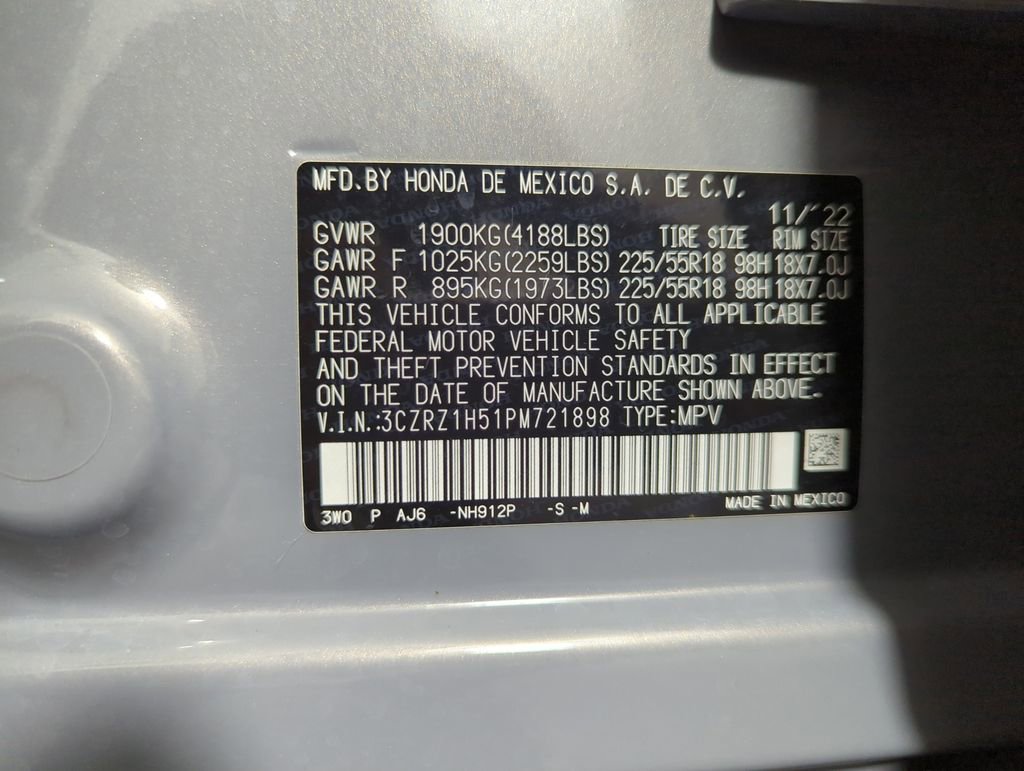 MFD.BY HONDA DE MEXICO S.A. DE C.V.
11/'22
GVWR 1900KG(4188LBS) TIRE SIZE RIM SIZE
GAWR F 1025KG(2259LBS) 225/55R18 98H 18X7.0J
GAWR R 895KG(1973LBS) 225/55R18 98H 18X7.0J
THIS VEHICLE CONFORMS TO ALL APPLICABLE
FEDERAL MOTOR VEHICLE SAFETY
AND THEFT PREVENTION STANDARDS IN EFFECT
ON THE DATE OF MANUFACTURE SHOWN ABOVE.
V.I.N.:3CZRZ1H51PM721898 TYPE:MPV
3W0 P AJ6 -NH912P -S -M
MADE IN MEXICO